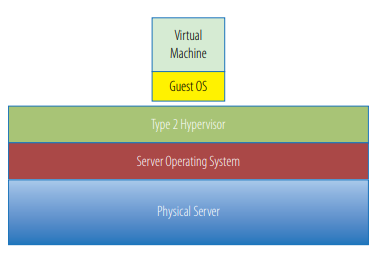 Virtual
Machine
Guest OS
Type 2 Hypervisor
Server Operating System
Physical Server